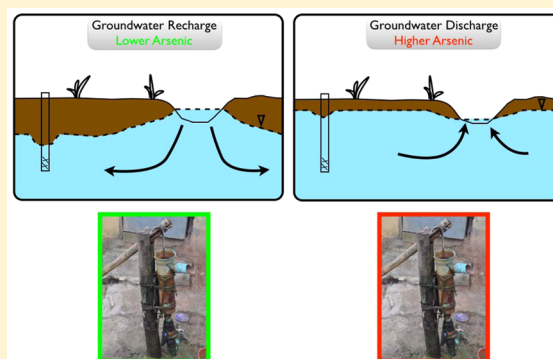 Groundwater Recharge
Lower Arsenic
Groundwater Discharge
Higher Arsenic